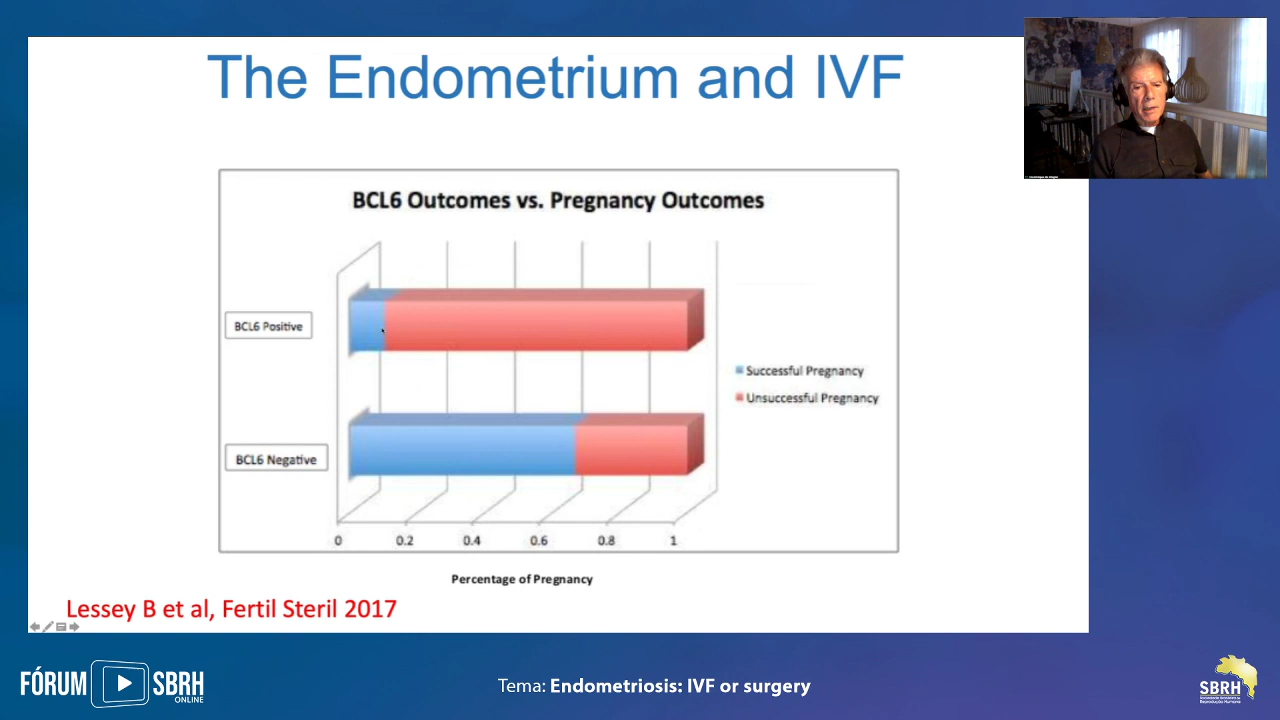 The Endometrium and IVF
BCL6 Outcomes vs. Pregnancy Outcomes
BCL6 Positive
BCL6 Negative
Successful Pregnancy
Unsuccessful Pregnancy
0 0.2 0.4 0.6 0.8 1
Percentage of Pregnancy
Lessey B et al, Fertil Steril 2017
FÓRUM SBRH
ONLINE
Tema: Endometriosis: IVF or surgery
SBRH